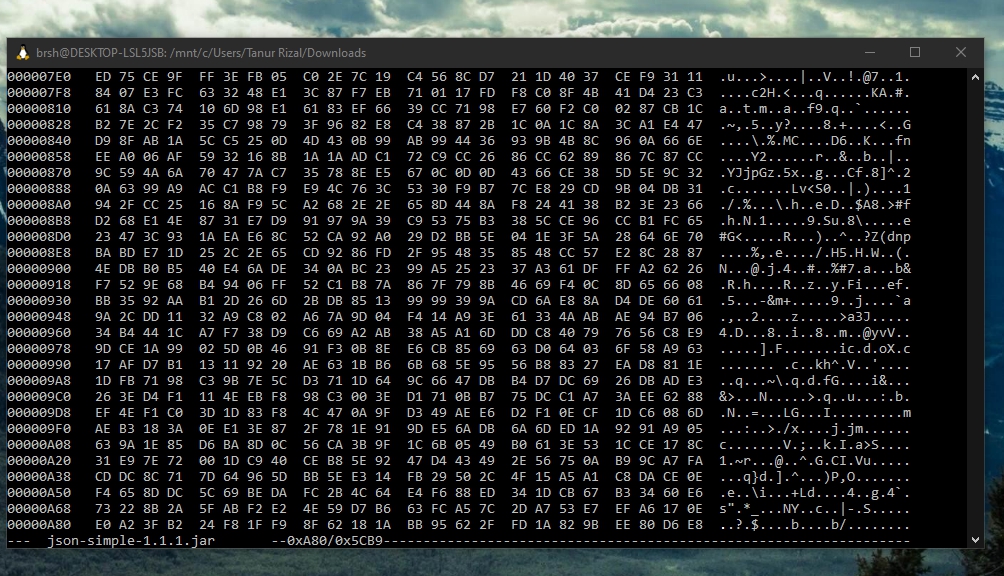 brsh@DESKTOP-LSL5JSB: /mnt/c/Users/Tanur Rizal/Downloads
000007E0 ED 75 CE 9F FF 3E FB 05 C0 2E 7C 19 C4 56 8C D7 21 1D 40 37 CE F9 31 11 .u...>....|..V..!.@7..1.
000007F8 84 07 E3 FC 63 32 48 E1 3C 87 F7 EB 71 01 17 FD F8 C0 8F 4B 41 D4 23 C3 ....c2H.<...q......KA.#.
00000810 61 8A C3 74 10 6D 98 E1 61 83 EF 66 39 CC 71 98 E7 60 F2 C0 02 87 CB 1C a..t.m..a..f9.q..`......
00000828 B2 7E 2C F2 35 C7 98 79 3F 96 82 E8 C4 38 87 2B 1C 0A 1C 8A 3C A1 E4 47 .~,.5..y?....8.+....<..G
00000840 D9 8F AB 1A 5C C5 25 0D 4D 43 0B 99 AB 99 44 36 93 9B 4B 8C 96 0A 66 6E ....\.%.MC....D6..K...fn
00000858 EE A0 06 AF 59 32 16 8B 1A 1A AD C1 72 C9 CC 26 86 CC 62 89 86 7C 87 CC ....Y2......r..&..b..|..
00000870 9C 59 4A 6A 70 47 7A C7 35 78 8E E5 67 0C 0D 0D 43 66 CE 38 5D 5E 9C 32 .YJjpGz.5x..g...Cf.8]^.2
00000888 0A 63 99 A9 AC C1 B8 F9 E9 4C 76 3C 53 30 F9 B7 7C E8 29 CD 9B 04 DB 31 .c.......Lv<S0..|.)....1
000008A0 94 2F CC 25 16 8A F9 5C A2 68 2E 2E 65 8D 44 8A F8 24 41 38 B2 3E 23 66 ./.%...\.h..e.D..$A8.>#f
000008B8 D2 68 E1 4E 87 31 E7 D9 91 97 9A 39 C9 53 75 B3 38 5C CE 96 CC B1 FC 65 .h.N.1.....9.Su.8\.....e
000008D0 23 47 3C 93 1A EA E6 8C 52 CA 92 A0 29 D2 BB 5E 04 1E 3F 5A 28 64 6E 70 #G<.....R...)..^..?Z(dnp
000008E8 BA BD E7 1D 25 2C 2E 65 CD 92 86 FD 2F 95 48 35 85 48 CC 57 E2 8C 28 87 ....%,.e..../.H5.H.W..(.
00000900 4E DB B0 B5 40 E4 6A DE 34 0A BC 23 99 A5 25 23 37 A3 61 DF FF A2 62 26 N...@.j.4..#..%#7.a...b&
00000918 F7 52 9E 68 B4 94 06 FF 52 C1 B8 7A 86 7F 79 8B 46 69 F4 0C 8D 65 66 08 .R.h....R..z..y.Fi...ef.
00000930 BB 35 92 AA B1 2D 26 6D 2B DB 85 13 99 99 39 9A CD 6A E8 8A D4 DE 60 61 .5...-&m+.....9..j....`a
00000948 9A 2C DD 11 32 A9 C8 02 A6 7A 9D 04 F4 14 A9 3E 61 33 4A AB AE 94 B7 06 .,..2....z.....>a3J.....
00000960 34 B4 44 1C A7 F7 38 D9 C6 69 A2 AB 38 A5 A1 6D DD C8 40 79 76 56 C8 E9 4.D...8..i..8..m..@yvV..
00000978 9D CE 1A 99 02 5D 0B 46 91 F3 0B 8E E6 CB 85 69 63 D0 64 03 6F 58 A9 63 .....].F.......ic.d.oX.c
00000990 17 AF D7 B1 13 11 92 20 AE 63 1B B6 6B 68 5E 95 56 B8 83 27 EA D8 81 1E ....... .c..kh^.V..'....
000009A8 1D FB 71 98 C3 9B 7E 5C D3 71 1D 64 9C 66 47 DB B4 D7 DC 69 26 DB AD E3 ..q...~\.q.d.fG....i&...
000009C0 26 3E D4 F1 11 4E EB F8 98 C3 00 3E D1 71 0B B7 75 DC C1 A7 3A EE 62 88 &>...N.....>.q..u...:.b.
000009D8 EF 4E F1 C0 3D 1D 83 F8 4C 47 0A 9F D3 49 AE E6 D2 F1 0E CF 1D C6 08 6D .N..=...LG...I.........m
000009F0 AE B3 18 3A 0E E1 3E 87 2F 78 1E 91 9D E5 6A DB 6A 6D ED 1A 92 91 A9 05 ...:..>./x....j.jm......
00000A08 63 9A 1E 85 D6 BA 8D 0C 56 CA 3B 9F 1C 6B 05 49 B0 61 3E 53 1C CE 17 8C c.......V.;..k.I.a>S....
00000A20 31 E9 7E 72 00 1D C9 40 CE B8 5E 92 47 D4 43 49 2E 56 75 0A B9 9C A7 FA 1.~r...@..^.G.CI.Vu.....
00000A38 CD DC 8C 71 7D 64 96 5D BB 5E E3 14 FB 29 50 2C 4F 15 A5 A1 C8 DA CE 0E ...q}d.].^...)P,O.......
00000A50 F4 65 8D DC 5C 69 BE DA FC 2B 4C 64 E4 F6 88 ED 34 1D CB 67 B3 34 60 E6 .e..\i...+Ld....4..g.4`.
00000A68 73 22 8B 2A 5F AB F2 E2 4E 59 D7 B6 63 FC A5 7C 2D A7 53 E7 EF A6 17 0E s".*_...NY..c..|-.S.....
00000A80 E0 A2 3F B2 24 F8 1F F9 8F 62 18 1A BB 95 62 2F FD 1A 82 9B EE 80 D6 E8 ..?.$....b....b/........
--- json-simple-1.1.1.jar --0xA80/0x5CB9-----------------------------------------------------------------